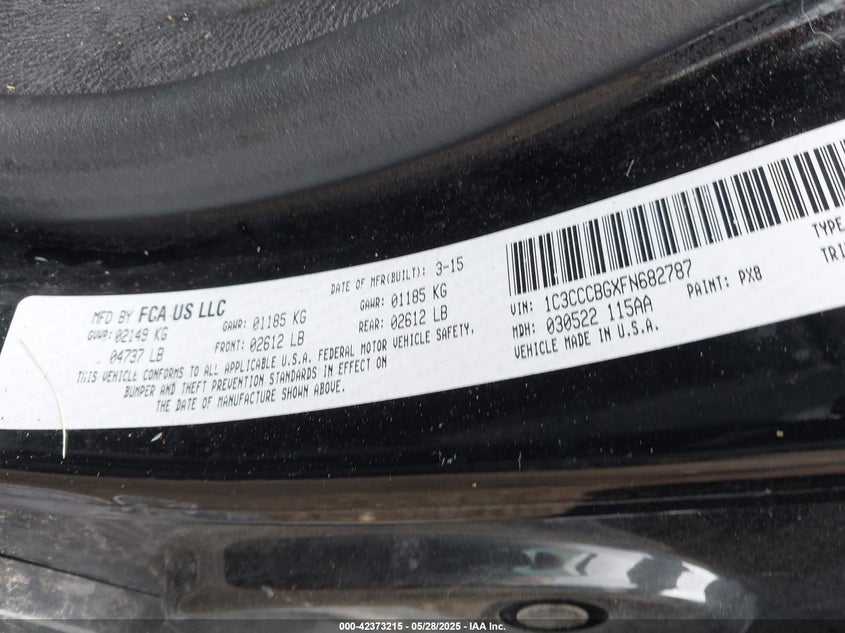 MFD BY FCA US LLC
DATE OF MFR(BUILT): 3-15
GVWR: 02149 KG
04737 LB
GAWR: 01185 KG
FRONT: 02612 LB
GAWR: 01185 KG
REAR: 02612 LB
THIS VEHICLE CONFORMS TO ALL APPLICABLE U.S.A. FEDERAL MOTOR VEHICLE SAFETY,
BUMPER AND THEFT PREVENTION STANDARDS IN EFFECT ON
THE DATE OF MANUFACTURE SHOWN ABOVE.
VIN: 1C3CCCBGXFN682787
TYPE
MDH: 030522 115AA
PAINT: PX8
TRI
VEHICLE MADE IN U.S.A.
000-42373215 - 05/28/2025 - IAA Inc.